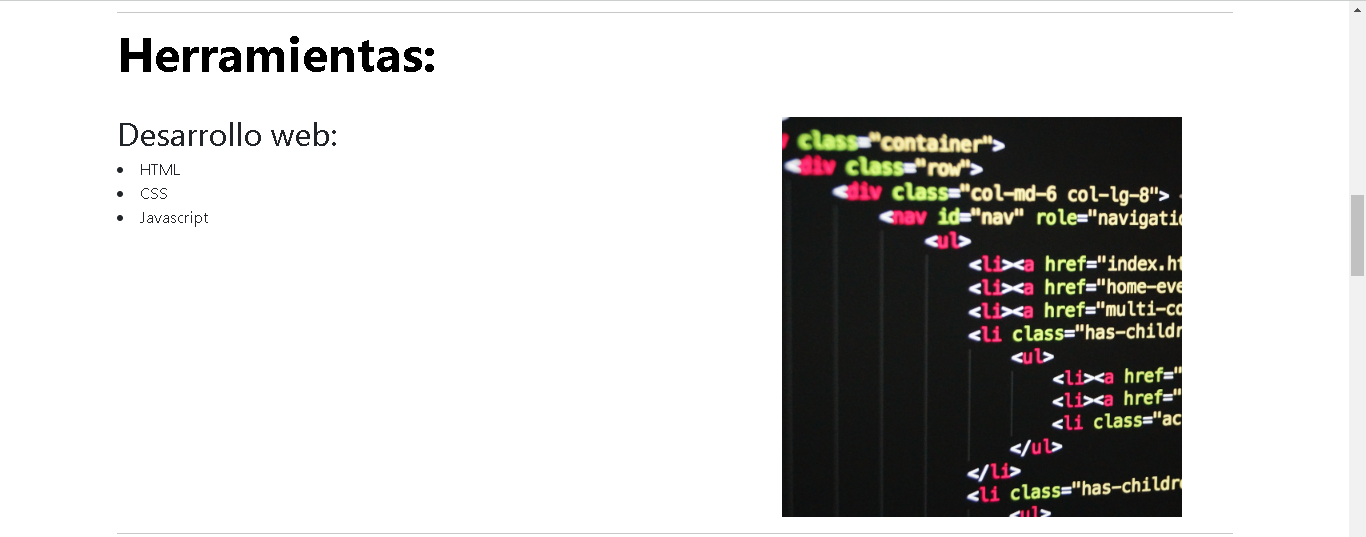 Herramientas:
Desarrollo web:
HTML
CSS
Javascript
class="container">
<div class="row">
<div class="col-md-6 col-lg-8">
<nav id="nav" role="navigatio
<ul>
<li><a href="index.ht
<li><a href="home-eve
<li><a href="multi-co
<li class="has-childr
<ul>
<li><a href="
<li><a href="
<li class="ac
</ul>
</li>
<li class="has-childre
<ul>